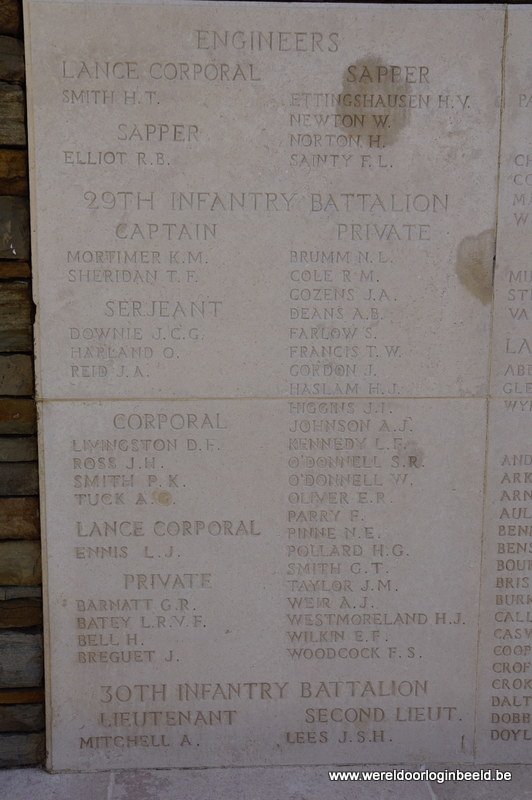 ENGINEERS
LANCE CORPORAL
SMITH H.T.
SAPPER
ELLIOT R.B.
SAPPER
ETTINGSHAUSEN H.V.
NEWTON W.
NORTON H.
SAINTY F.L.
29TH INFANTRY BATTALION
CAPTAIN
MORTIMER K.M.
SHERIDAN T.F.
SERJEANT
DOWNIE J.C.G.
HARLAND O.
REID J.A.
CORPORAL
LIVINGSTON D.F.
ROSS J.H.
SMITH P.K.
TUCK A.
LANCE CORPORAL
ENNIS L.J.
PRIVATE
BARNATT G.R.
BATEY L.R.V.F.
BELL H.
BREGUET J.
PRIVATE
BRUMM N.L.
COLE R M.
COZENS J.A.
DEANS A.B.
FARLOW S.
FRANCIS T.W.
GORDON J.
HASLAM H.J.
HIGGINS J.I.
JOHNSON A.J.
KENNEDY L.F.
O'DONNELL S.R.
O'DONNELL W.
OLIVER E.R.
PARRY F.
PINNE N.E.
POLLARD H.G.
SMITH G.T.
TAYLOR J.M.
WEIR A.J.
WESTMORELAND H.J.
WILKIN E.F.
WOODCOCK F.S.
30TH INFANTRY BATTALION
LIEUTENANT
MITCHELL A.
SECOND LIEUT.
LEES J.S.H.
www.wereldoorloginbeeld.be